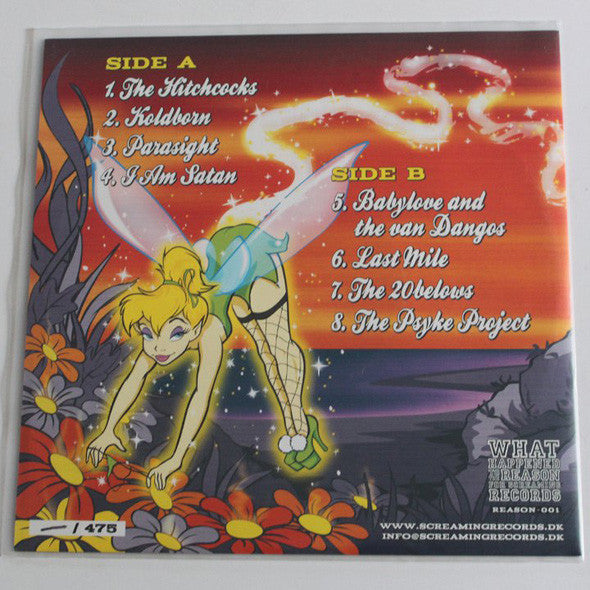 SIDE A
1. The Hitchcocks
2. Koldborn
3. Parasight
4. I Am Satan
SIDE B
5. Babylove and
the van Dangos
6. Last Mile
7. The 20belows
8. The Psyke Project
WHAT
HAPPENED
TO THE REASON
FOR SCREAMING
RECORDS
REASON-001
/ 475
WWW.SCREAMINGRECORDS.DK
INFO@SCREAMINGRECORDS.DK